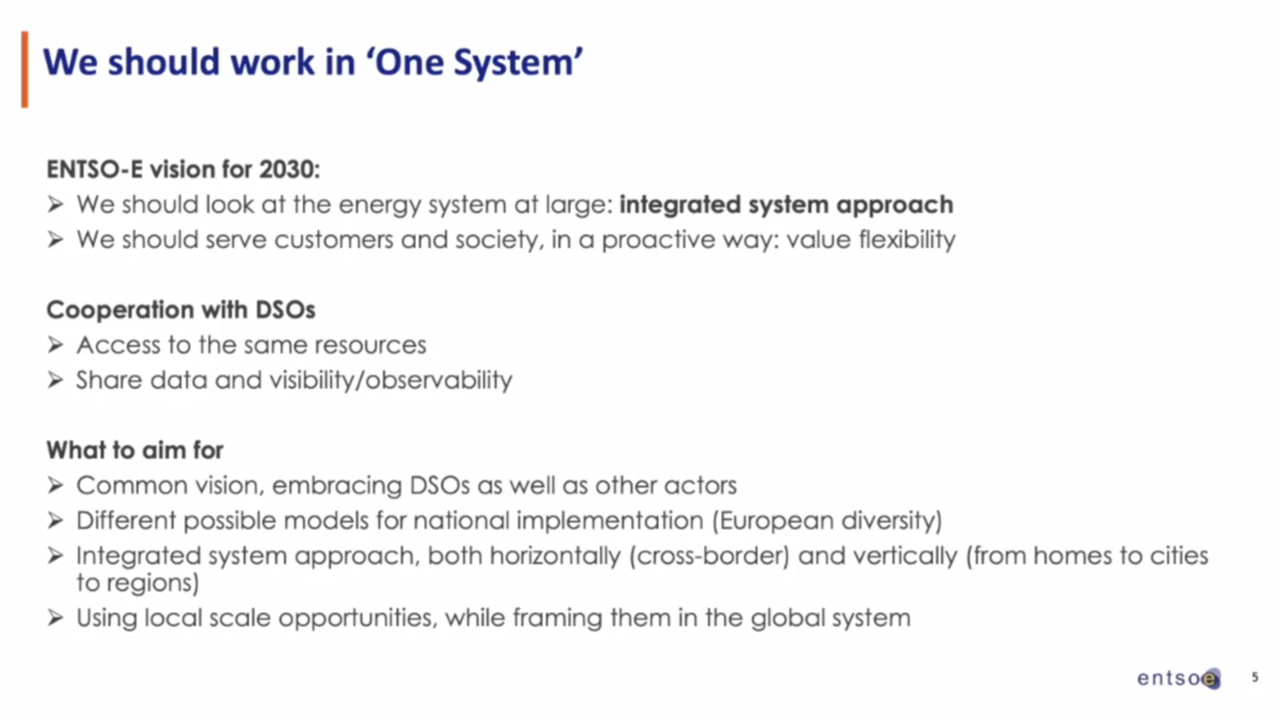 We should work in ‘One System’
ENTSO-E vision for 2030:
➢ We should look at the energy system at large: integrated system approach
➢ We should serve customers and society, in a proactive way: value flexibility
Cooperation with DSOs
➢ Access to the same resources
➢ Share data and visibility/observability
What to aim for
➢ Common vision, embracing DSOs as well as other actors
➢ Different possible models for national implementation (European diversity)
➢ Integrated system approach, both horizontally (cross-border) and vertically (from homes to cities
to regions)
➢ Using local scale opportunities, while framing them in the global system
entsoe
5